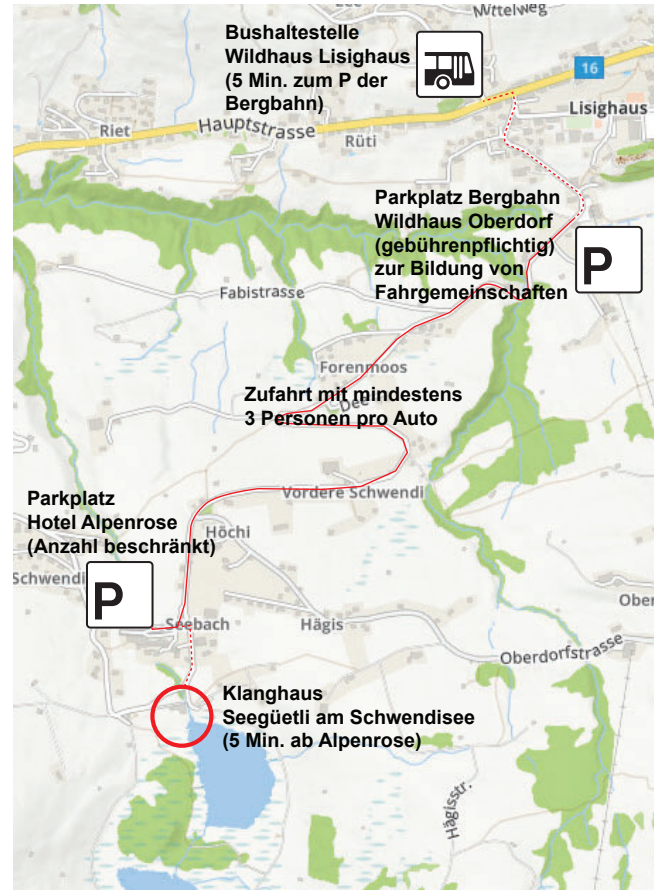 Mittelweg
Bushaltestelle
Wildhaus Lisighaus
(5 Min. zum P der
Bergbahn)
16
Lisighaus
Riet
Hauptstrasse
Rüti
Parkplatz Bergbahn
Wildhaus Oberdorf
(gebührenpflichtig)
zur Bildung von
Fahrgemeinschaften
P
Fabistrasse
Forenmoos
Dee
Zufahrt mit mindestens
3 Personen pro Auto
Vordere Schwendi
Parkplatz
Hotel Alpenrose
(Anzahl beschränkt)
Höchi
Schwendi
P
Seebach
Hägis
Ober
Oberdorfstrasse
Klanghaus
Seegüetli am Schwendisee
(5 Min. ab Alpenrose)
Hägisstr.